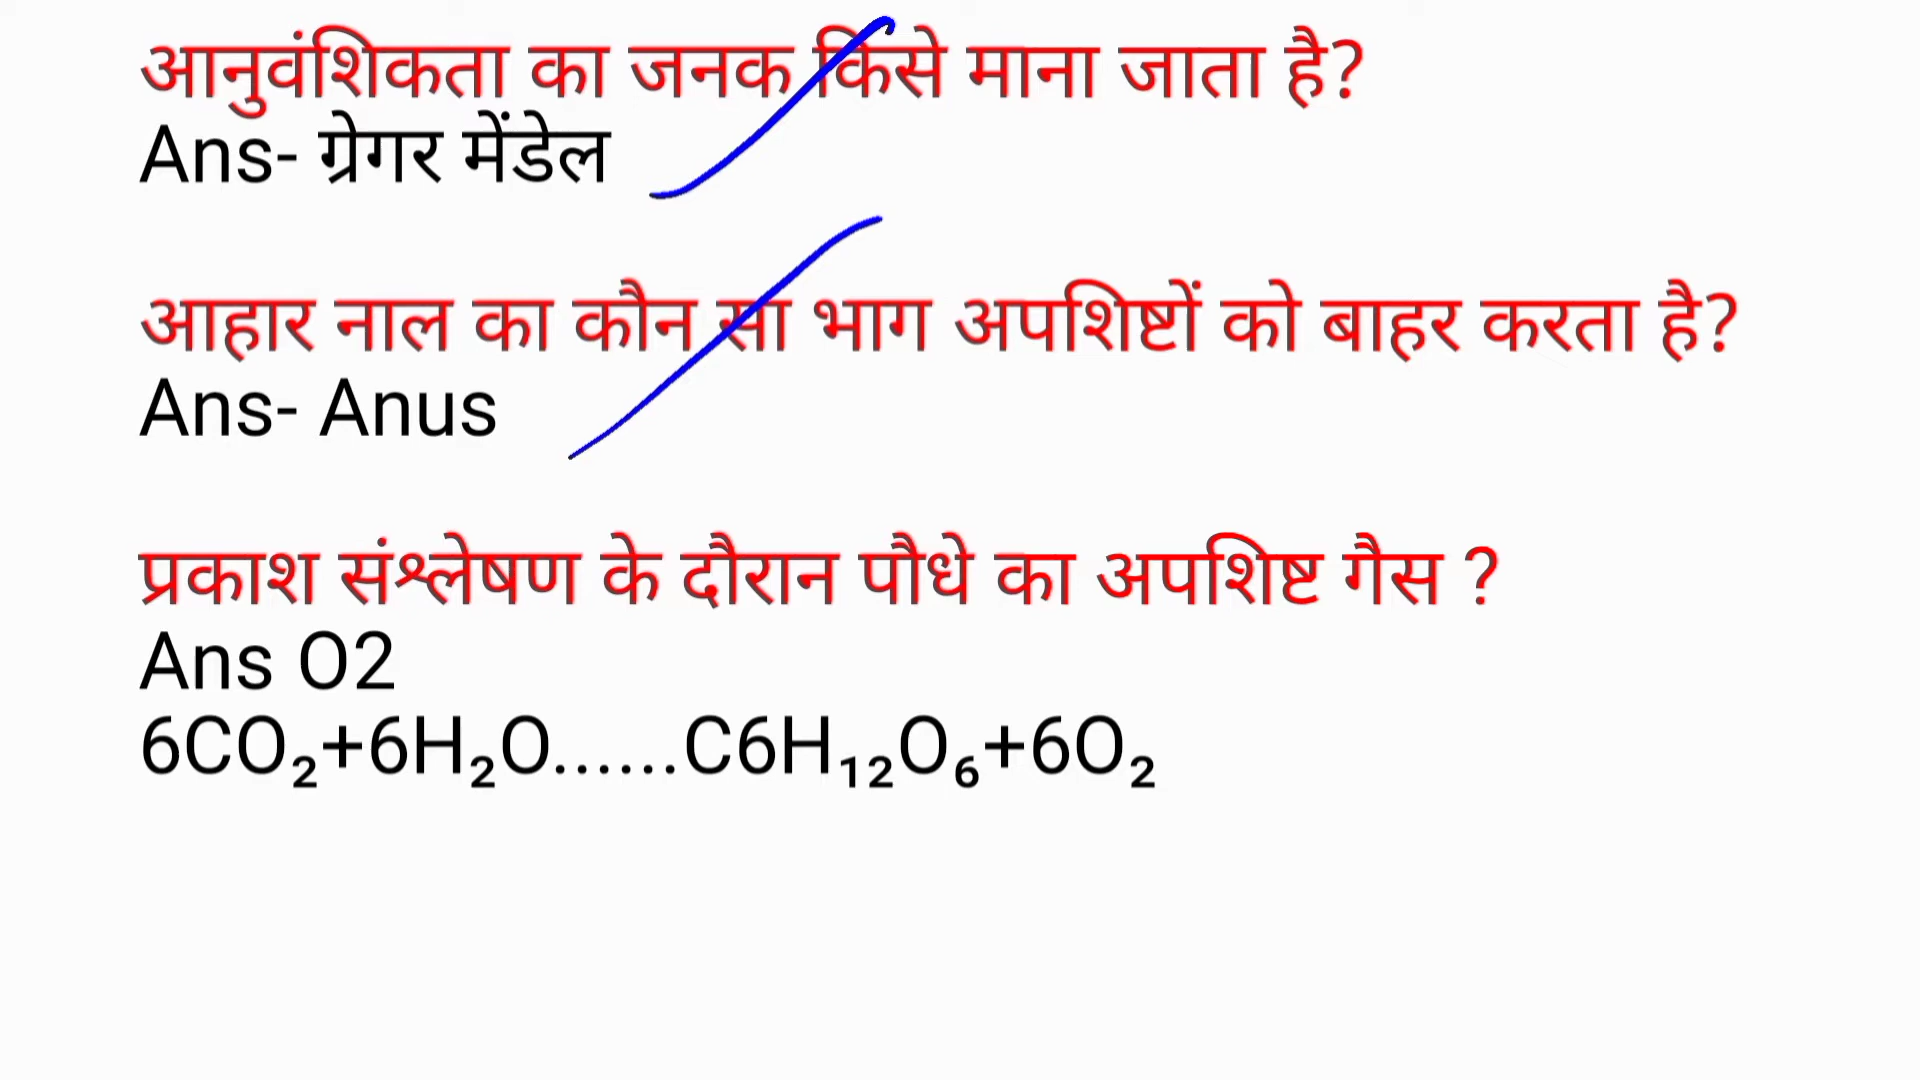 आनुवंशिकता का जनक किसे माना जाता है?
Ans- ग्रेगर मेंडेल
आहार नाल का कौन सा भाग अपशिष्टों को बाहर करता है?
Ans- Anus
प्रकाश संश्लेषण के दौरान पौधे का अपशिष्ट गैस ?
Ans O2
6CO₂+6H₂O......C6H₁₂O₆+6O₂